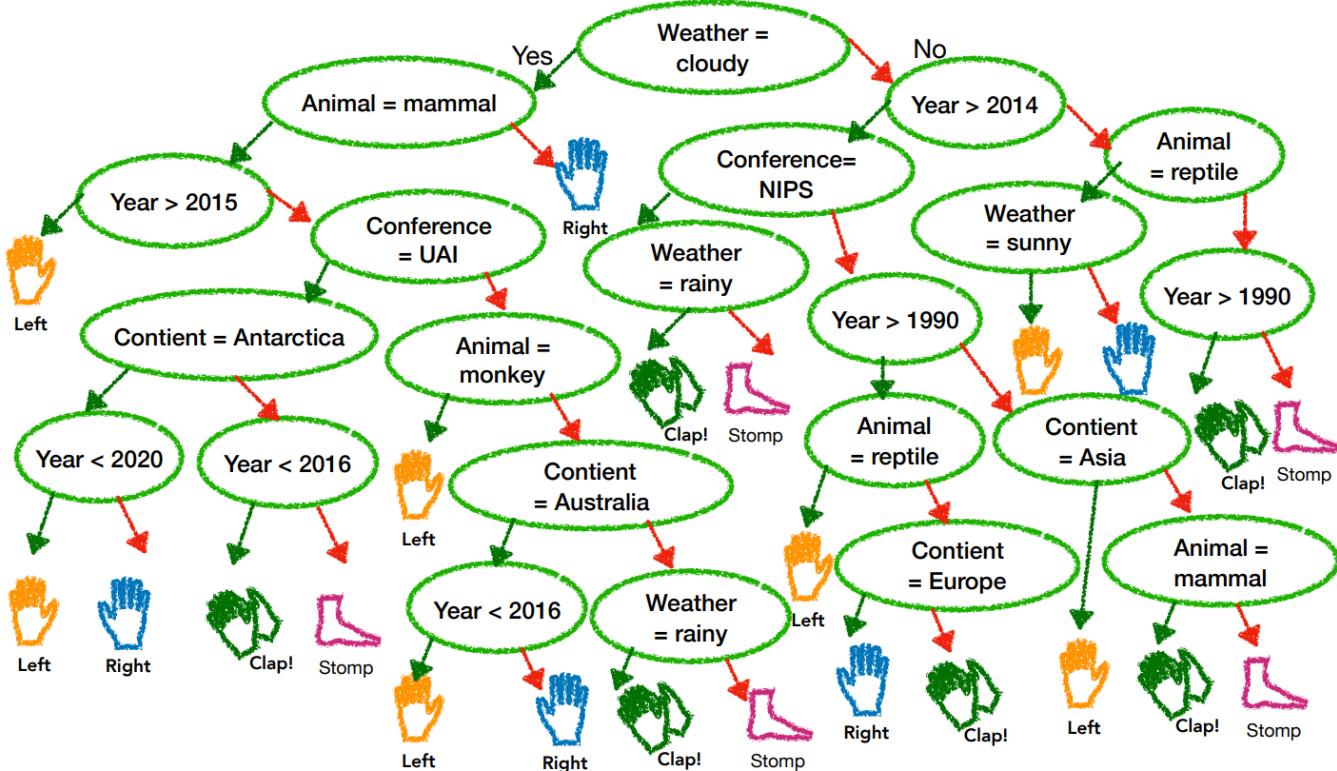 Weather =
cloudy
Yes
No
Animal = mammal
Year > 2014
Conference=
NIPS
Animal
= reptile
Year > 2015
Conference
= UAI
Right
Weather
= rainy
Weather
= sunny
Left
Contient = Antarctica
Animal =
monkey
Year > 1990
Year > 1990
Clap!
Stomp
Year < 2020
Year < 2016
Contient
= Australia
Animal
= reptile
Contient
= Asia
Clap!
Stomp
Left
Contient
= Europe
Animal =
mammal
Left
Right
Clap!
Stomp
Year < 2016
Weather
= rainy
Left
Left
Right
Clap!
Stomp
Right
Clap!
Left
Clap!
Stomp